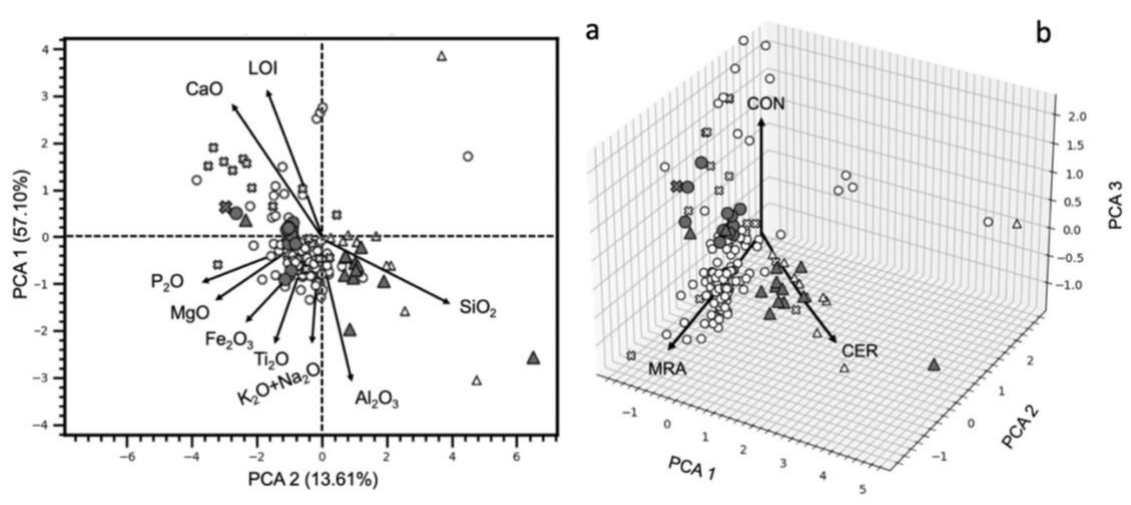 a
4
3
2
1
0
−1
−2
−3
−4
PCA 1 (57.10%)
LOI
CaO
P₂O
MgO
Fe₂O₃
Ti₂O
K₂O+Na₂O
Al₂O₃
SiO₂
−6
−4
−2
0
2
4
6
PCA 2 (13.61%)
b
CON
MRA
CER
2.0
1.5
1.0
0.5
0.0
−0.5
−1.0
PCA 3
2
1
0
−1
PCA 2
−1
0
1
2
3
4
5
PCA 1